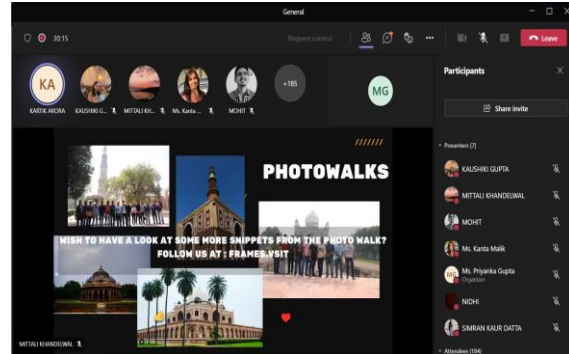 General
30:15
Request control
Leave
KA
+185
MG
KARTIK ARORA
KAUSHIKI G...
MITTALI KH...
Ms. Kanta ...
MOHIT
PHOTOWALKS
WISH TO HAVE A LOOK AT SOME MORE SNIPPETS FROM THE PHOTO WALK?
FOLLOW US AT : FRAMES.VSIT
MITTALI KHANDELWAL
Participants
Share invite
Presenters (7)
KAUSHIKI GUPTA
MITTALI KHANDELWAL
MOHIT
Ms. Kanta Malik
MG
Ms. Priyanka Gupta
Organizer
NIDHI
SIMRAN KAUR DATTA
Attendees (184)